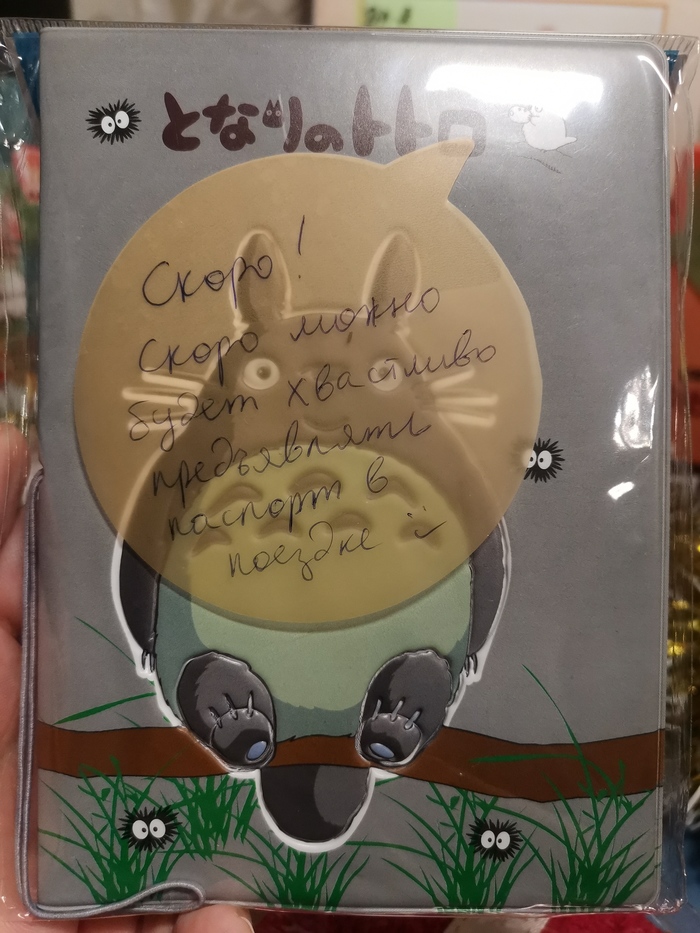 となりのトトロ
Скоро!
Скоро можно
будет хвастливо
предъявлять
паспорт в
поездке :)